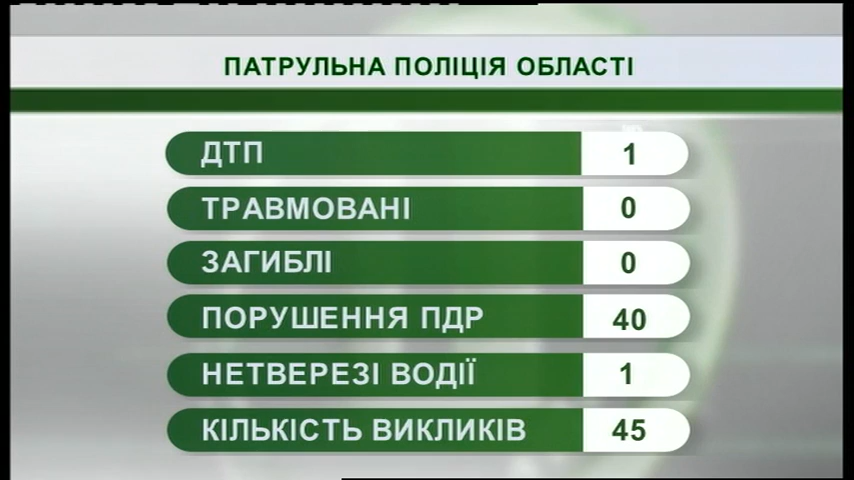 ПАТРУЛЬНА ПОЛІЦІЯ ОБЛАСТІ
ДТП 1
ТРАВМОВАНІ 0
ЗАГИБЛІ 0
ПОРУШЕННЯ ПДР 40
НЕТВЕРЕЗІ ВОДІЇ 1
КІЛЬКІСТЬ ВИКЛИКІВ 45